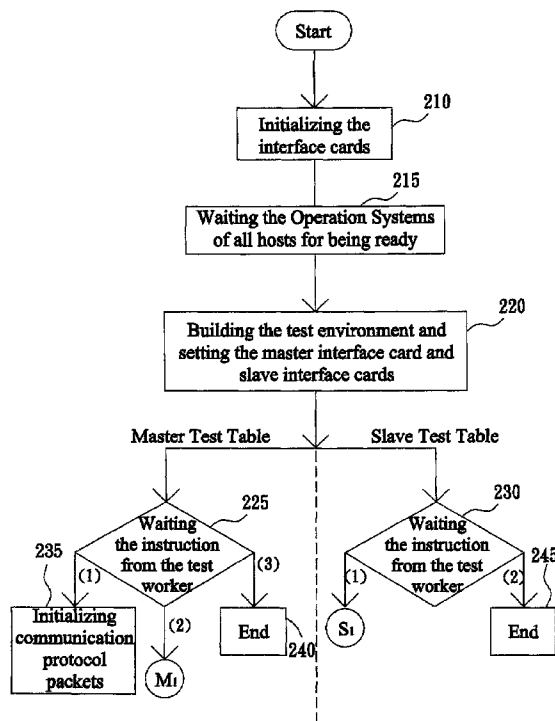 Start
210
Initializing the
interface cards
215
Waiting the Operation Systems
of all hosts for being ready
220
Building the test environment and
setting the master interface card and
slave interface cards
Master Test Table
Slave Test Table
225
Waiting
the instruction
from the test
worker
230
Waiting
the instruction
from the test
worker
235
(1)
(3)
(1)
(2)
245
Initializing
communication
protocol
packets
(2)
M1
End
240
S1
End